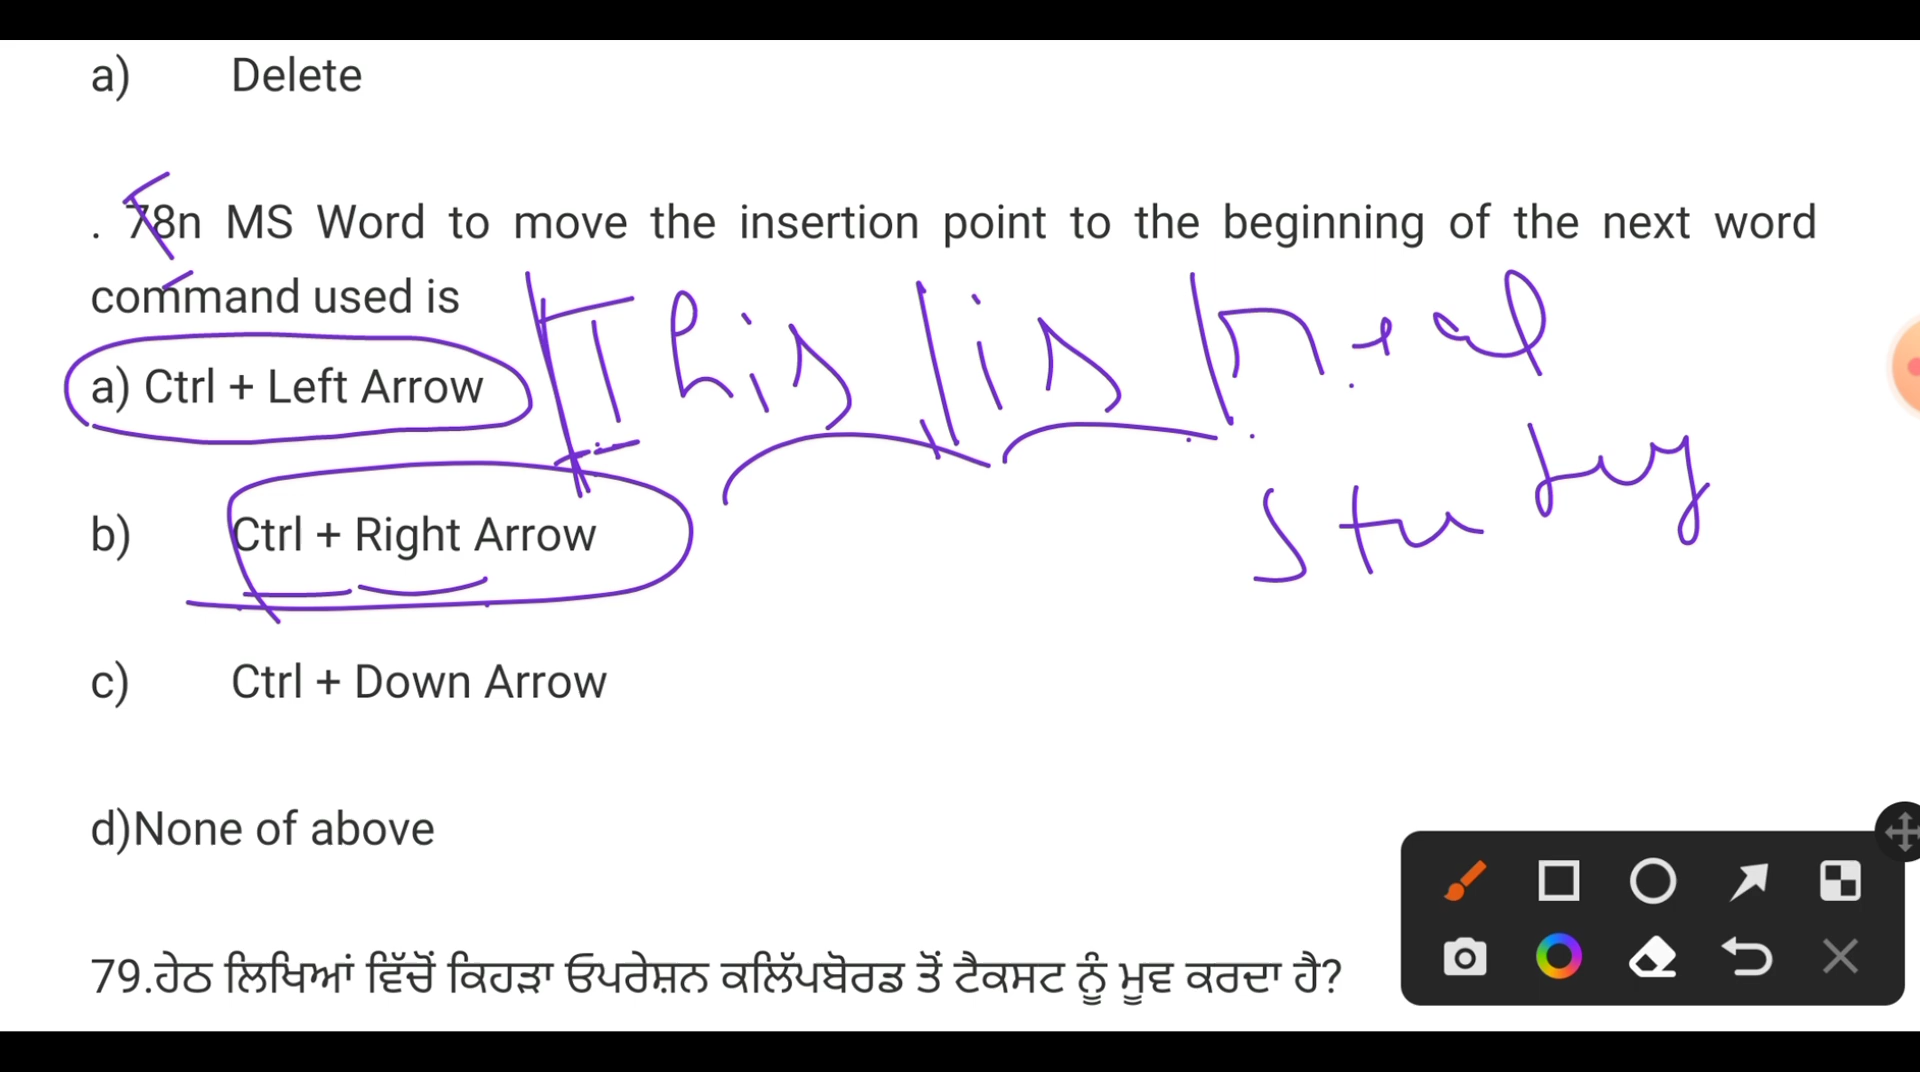 a) Delete
. 78n MS Word to move the insertion point to the beginning of the next word
command used is
This is
a) Ctrl + Left Arrow
study
b) Ctrl + Right Arrow
c) Ctrl + Down Arrow
d)None of above
79.ਹੇਠ ਲਿਖਿਆਂ ਵਿੱਚੋਂ ਕਿਹੜਾ ਓਪਰੇਸ਼ਨ ਕਲਿੱਪਬੋਰਡ ਤੋਂ ਟੈਕਸਟ ਨੂੰ ਮੂਵ ਕਰਦਾ ਹੈ?